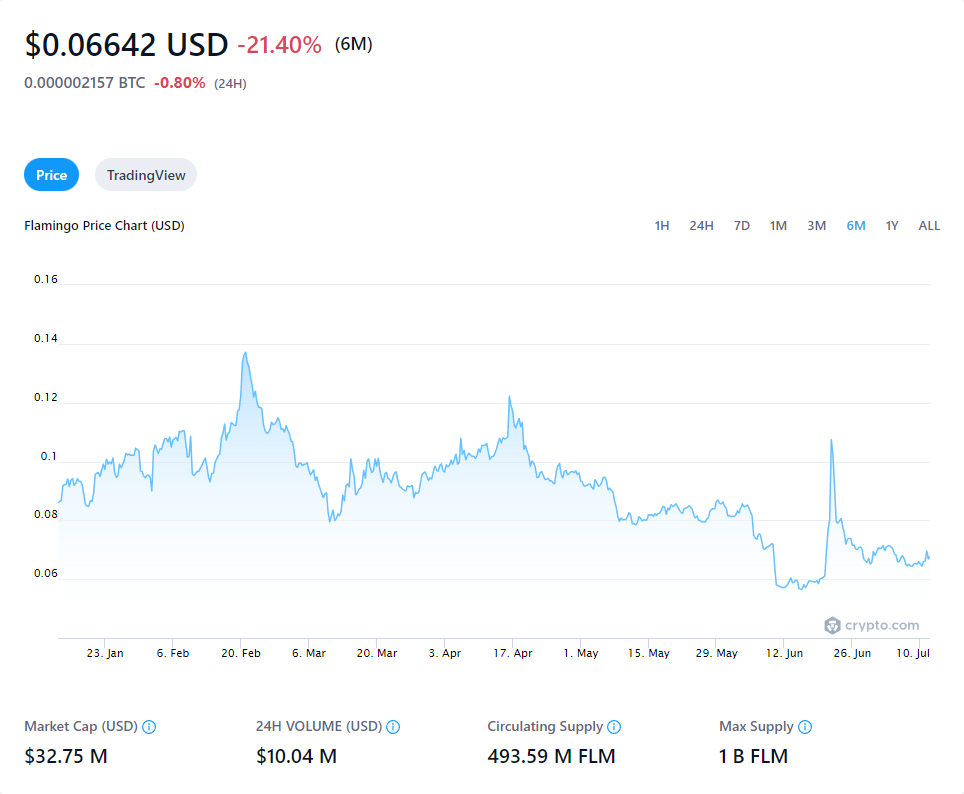 $0.06642 USD -21.40% (6M)
0.000002157 BTC -0.80% (24H)
Price TradingView
Flamingo Price Chart (USD) 1H 24H 7D 1M 3M 6M 1Y ALL
0.16
0.14
0.12
0.1
0.08
0.06
crypto.com
23. Jan 6. Feb 20. Feb 6. Mar 20. Mar 3. Apr 17. Apr 1. May 15. May 29. May 12. Jun 26. Jun 10. Jul
Market Cap (USD) 24H VOLUME (USD) Circulating Supply Max Supply
$32.75 M $10.04 M 493.59 M FLM 1 B FLM